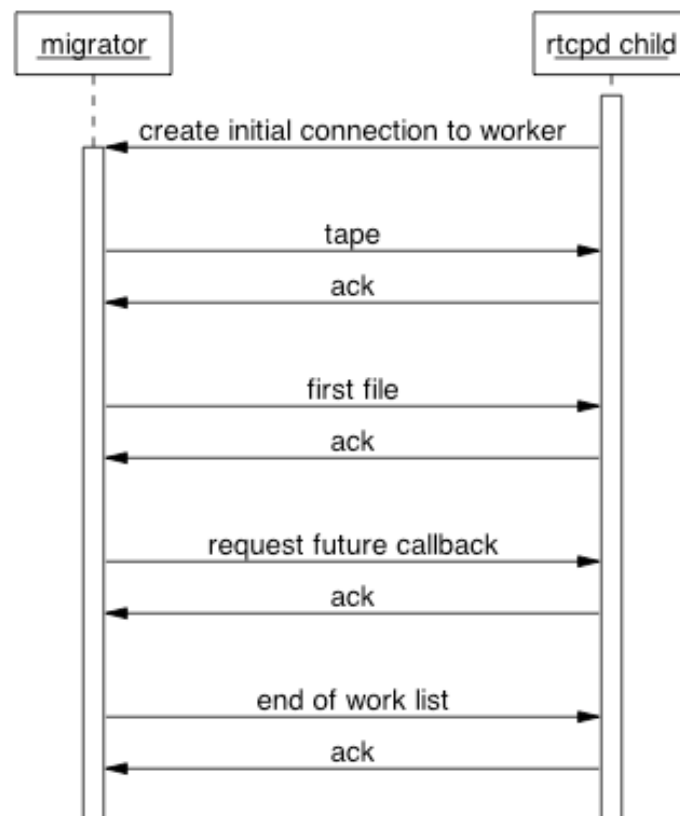 migrator
rtcpd child
create initial connection to worker
tape
ack
first file
ack
request future callback
ack
end of work list
ack